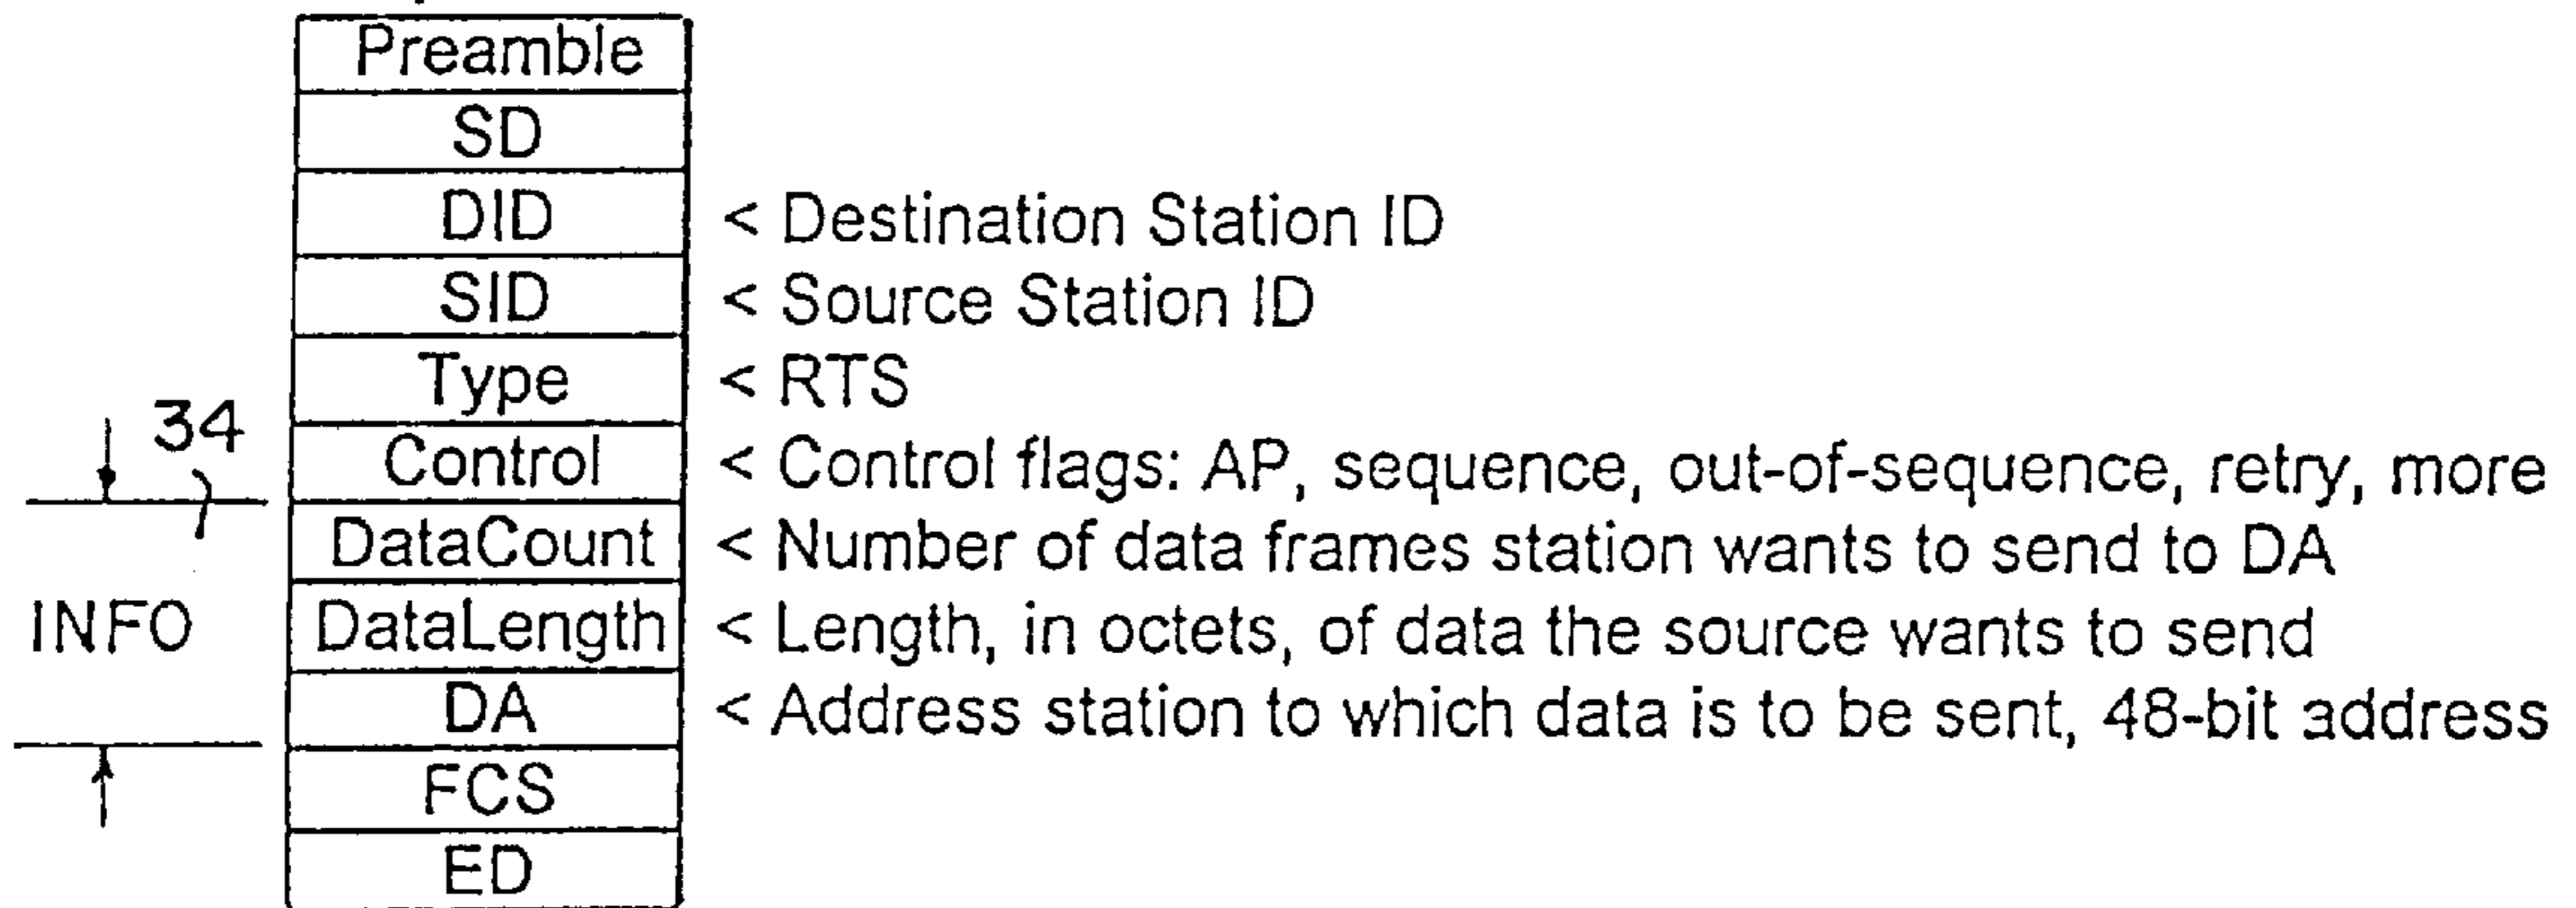 Preamble
SD
DID < Destination Station ID
SID < Source Station ID
Type < RTS
34
Control < Control flags: AP, sequence, out-of-sequence, retry, more
DataCount < Number of data frames station wants to send to DA
INFO DataLength < Length, in octets, of data the source wants to send
DA < Address station to which data is to be sent, 48-bit address
FCS
ED